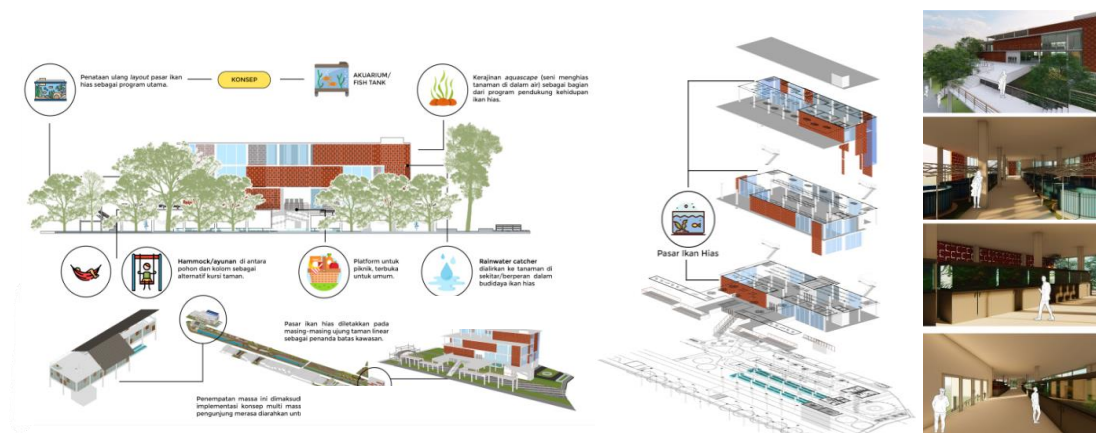 Penataan ulang layout pasar ikan
hias sebagai program utama.
KONSEP
AKUARIUM/
FISH TANK
Kerajinan aquascape (seni menghias
tanaman di dalam air) sebagai bagian
dari program pendukung kehidupan
ikan hias.
Hammock/ayunan di antara
pohon dan kolom sebagai
alternatif kursi taman.
Platform untuk
piknik, terbuka
untuk umum.
Rainwater catcher
dialirkan ke tanaman di
sekitar/berperan dalam
budidaya ikan hias
Pasar ikan hias diletakkan pada
masing-masing ujung taman linear
sebagai penanda batas kawasan.
Penempatan massa ini dimaksud
implementasi konsep multi mass
pengunjung merasa diarahkan unt
Pasar Ikan Hias